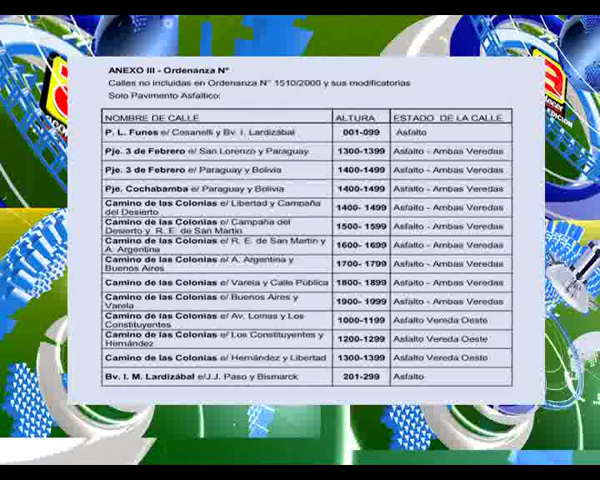 ANEXO III - Ordenanza N°
Calles no incluidas en Ordenanza N° 1510/2000 y sus modificatorias
Solo Pavimento Asfáltico:
NOMBRE DE CALLE ALTURA ESTADO DE LA CALLE
P. L. Funes e/ Cosanelli y Bv. I. Lardizábal 001-099 Asfalto
Pje. 3 de Febrero e/ San Lorenzo y Paraguay 1300-1399 Asfalto - Ambas Veredas
Pje. 3 de Febrero e/ Paraguay y Bolivia 1400-1499 Asfalto - Ambas Veredas
Pje. Cochabamba e/ Paraguay y Bolivia 1400-1499 Asfalto - Ambas Veredas
Camino de las Colonias e/ Libertad y Campaña
del Desierto 1400- 1499 Asfalto - Ambas Veredas
Camino de las Colonias e/ Campaña del
Desierto y R. E. de San Martín 1500- 1599 Asfalto - Ambas Veredas
Camino de las Colonias e/ R. E. de San Martín y
A. Argentina 1600- 1699 Asfalto - Ambas Veredas
Camino de las Colonias e/ A. Argentina y
Buenos Aires 1700- 1799 Asfalto - Ambas Veredas
Camino de las Colonias e/ Varela y Calle Pública 1800- 1899 Asfalto - Ambas Veredas
Camino de las Colonias e/ Buenos Aires y
Varela 1900- 1999 Asfalto - Ambas Veredas
Camino de las Colonias e/ Av. Lomas y Los
Constituyentes 1000-1199 Asfalto Vereda Oeste
Camino de las Colonias e/ Los Constituyentes y
Hernández 1200-1299 Asfalto Vereda Oeste
Camino de las Colonias e/ Hernández y Libertad 1300-1399 Asfalto Vereda Oeste
Bv. I. M. Lardizábal e/J.J. Paso y Bismarck 201-299 Asfalto